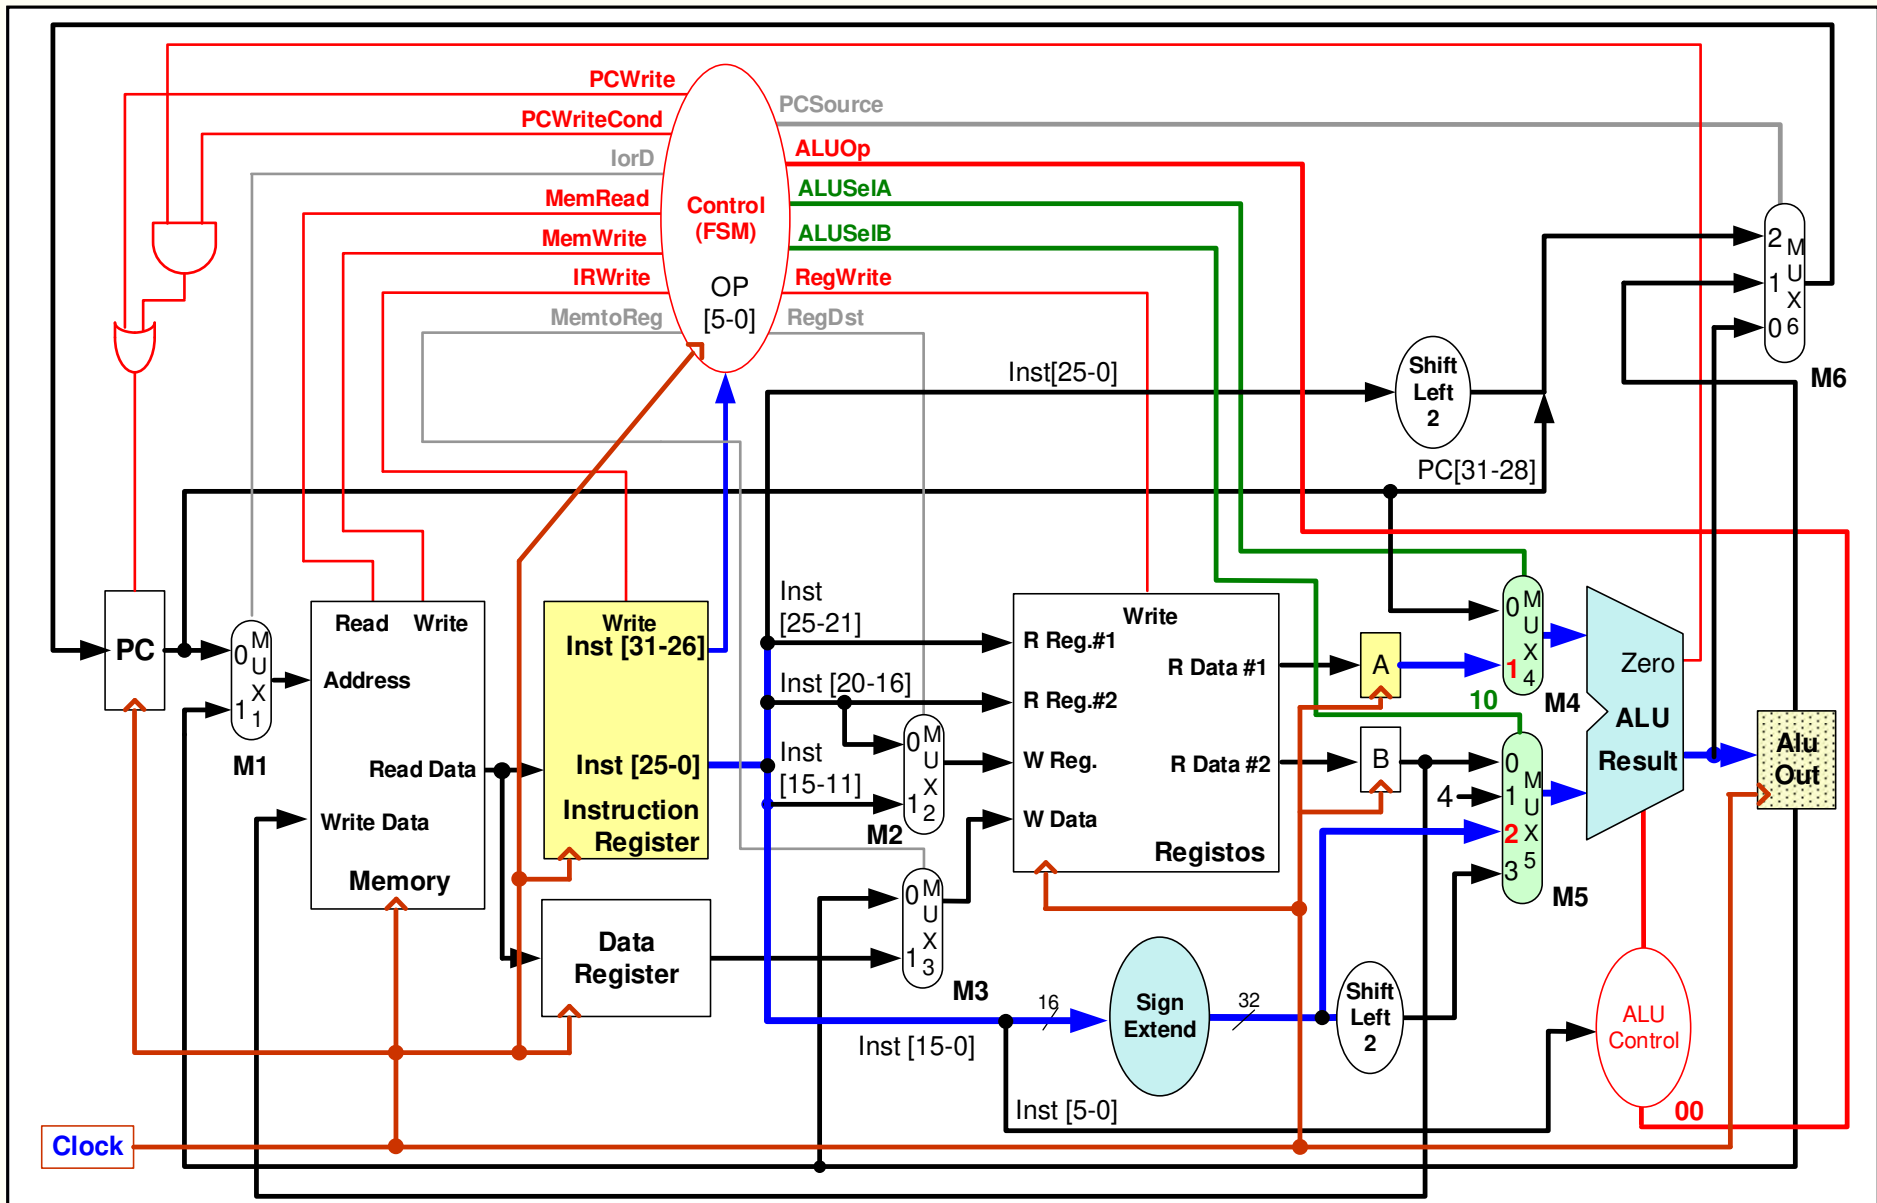 PCWrite
PCWriteCond
IorD
MemRead
MemWrite
IRWrite
MemtoReg
Control
(FSM)
OP
[5-0]
PCSource
ALUOp
ALUSelA
ALUSelB
RegWrite
RegDst
Inst[25-0]
Shift
Left
2
PC[31-28]
2
1
0
M
U
X
6
M6
PC
0
1
M
U
X
1
M1
Read
Write
Address
Read Data
Write Data
Memory
Write
Inst [31-26]
Inst [25-0]
Instruction
Register
Data
Register
Inst
[25-21]
Inst [20-16]
Inst
[15-11]
0
1
M
U
X
2
M2
0
1
M
U
X
3
M3
Write
R Reg.#1
R Reg.#2
W Reg.
W Data
R Data #1
R Data #2
Registos
A
B
0
1
M
U
X
4
M4
10
4
0
1
2
3
M
U
X
5
M5
Zero
ALU
Result
Alu
Out
16
Sign
Extend
32
Shift
Left
2
Inst [15-0]
Inst [5-0]
ALU
Control
00
Clock